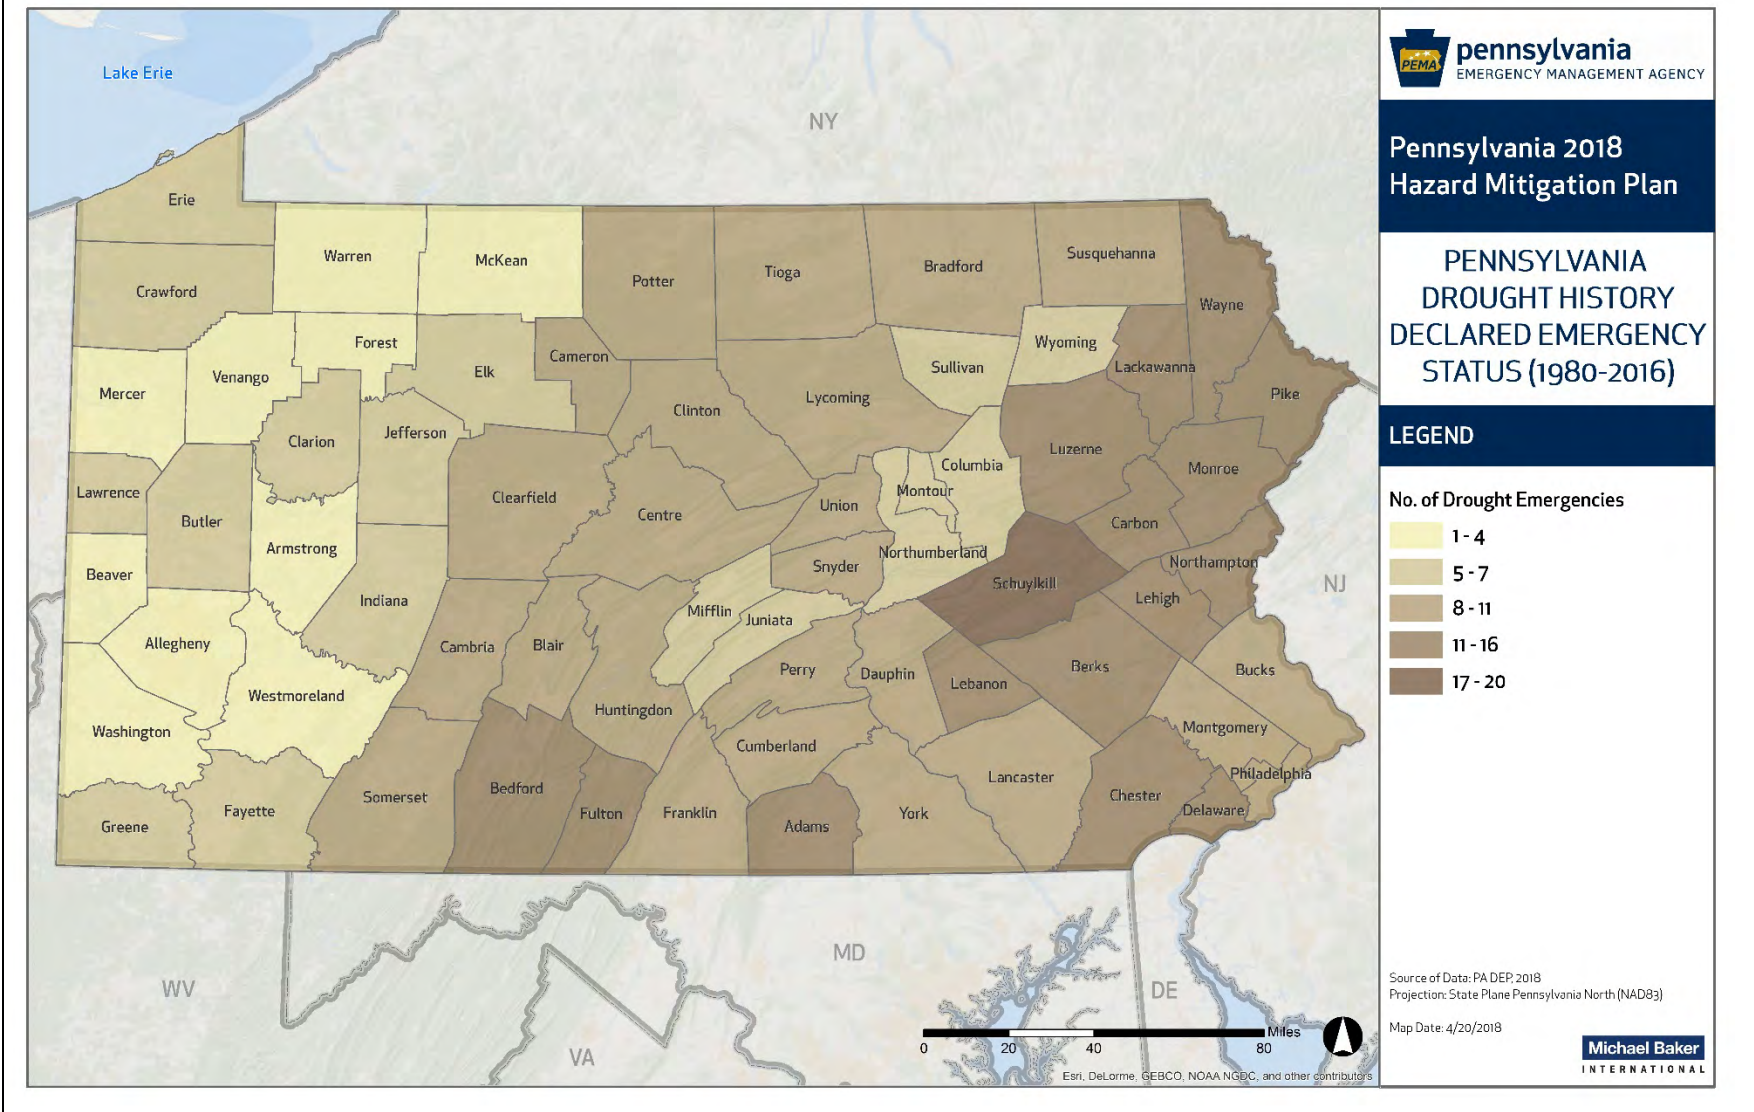 Lake Erie
NY
Erie
Warren
McKean
Potter
Tioga
Bradford
Susquehanna
Wayne
Crawford
Forest
Cameron
Sullivan
Wyoming
Lackawanna
Pike
Mercer
Venango
Elk
Clinton
Lycoming
Clarion
Jefferson
Luzerne
Monroe
Lawrence
Butler
Clearfield
Centre
Union
Montour
Columbia
Carbon
Armstrong
Snyder
Northumberland
Northampton
Beaver
Indiana
Schuylkill
Lehigh
NJ
Allegheny
Cambria
Blair
Mifflin
Juniata
Perry
Dauphin
Lebanon
Berks
Bucks
Westmoreland
Huntingdon
Washington
Cumberland
Montgomery
Philadelphia
Greene
Fayette
Somerset
Bedford
Fulton
Franklin
Adams
York
Lancaster
Chester
Delaware
WV
VA
MD
DE
Miles
0 20 40 80
Esri, DeLorme, GEBCO, NOAA NGDC, and other contributors
PEMA
pennsylvania
EMERGENCY MANAGEMENT AGENCY
Pennsylvania 2018
Hazard Mitigation Plan
PENNSYLVANIA
DROUGHT HISTORY
DECLARED EMERGENCY
STATUS (1980-2016)
LEGEND
No. of Drought Emergencies
1 - 4
5 - 7
8 - 11
11 - 16
17 - 20
Source of Data: PA DEP, 2018
Projection: State Plane Pennsylvania North (NAD83)
Map Date: 4/20/2018
Michael Baker
INTERNATIONAL